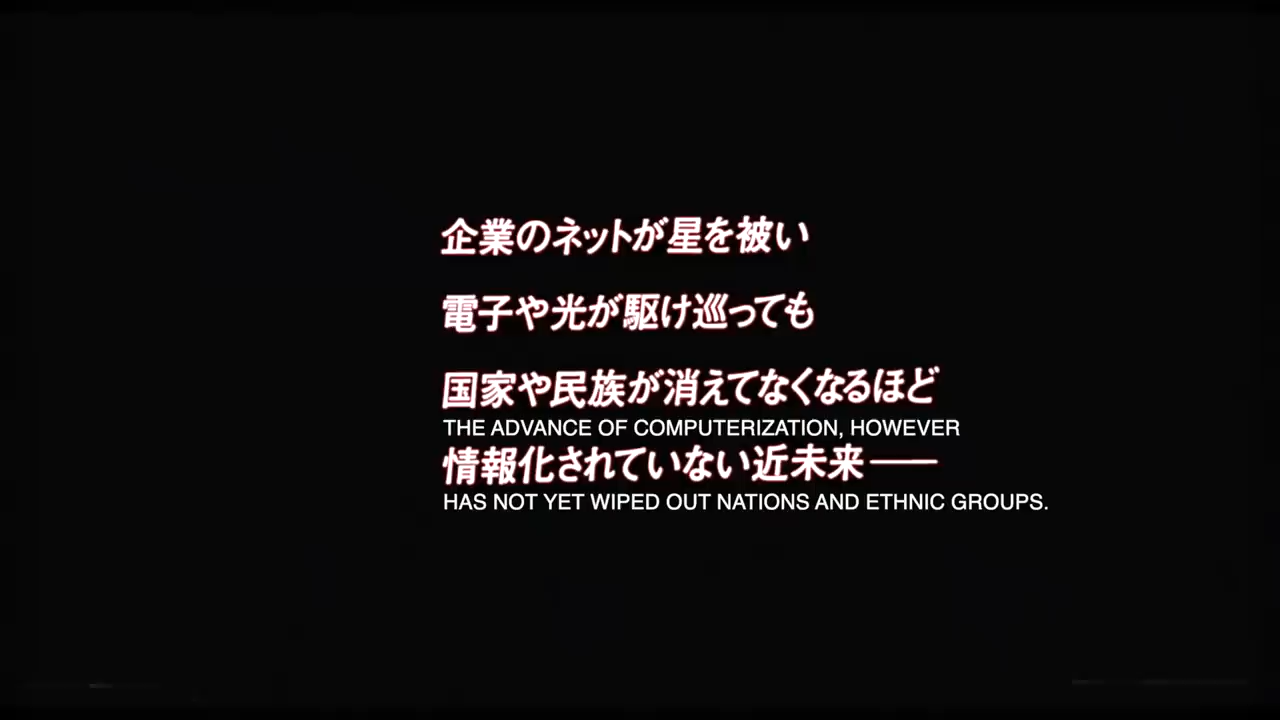 企業のネットが星を被い
電子や光が駆け巡っても
国家や民族が消えてなくなるほど
THE ADVANCE OF COMPUTERIZATION, HOWEVER
情報化されていない近未来――
HAS NOT YET WIPED OUT NATIONS AND ETHNIC GROUPS.